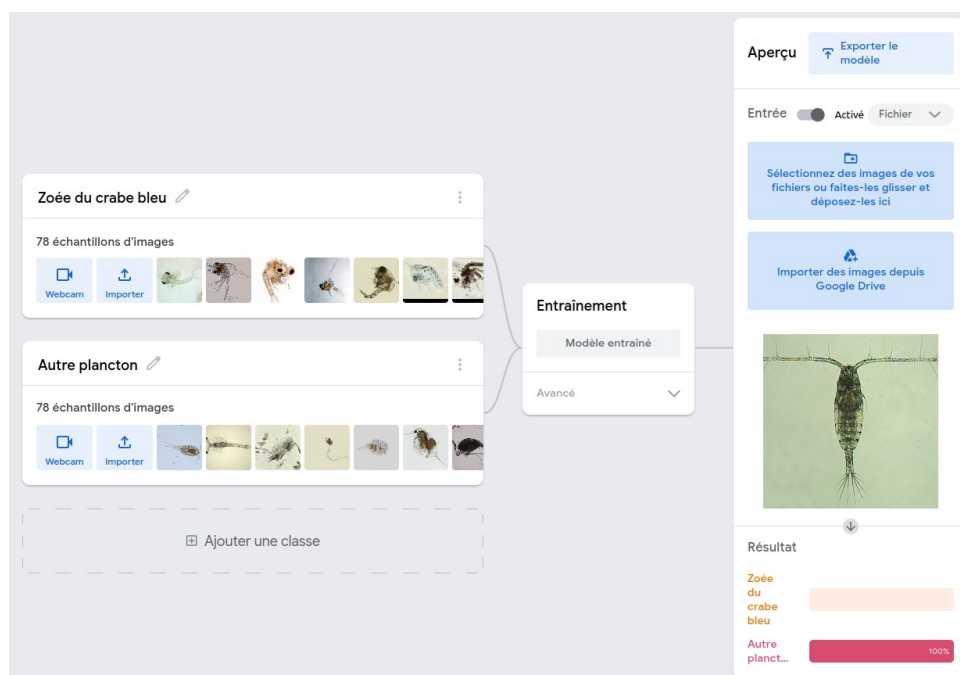 Aperçu
Exporter le
modèle
Entrée
Activé
Fichier
Sélectionnez des images de vos
fichiers ou faites-les glisser et
déposez-les ici
Importer des images depuis
Google Drive
Zoée du crabe bleu
78 échantillons d'images
Webcam
Importer
Autre plancton
78 échantillons d'images
Webcam
Importer
Ajouter une classe
Entraînement
Modèle entraîné
Avancé
Résultat
Zoée
du
crabe
bleu
Autre
planct...
100%